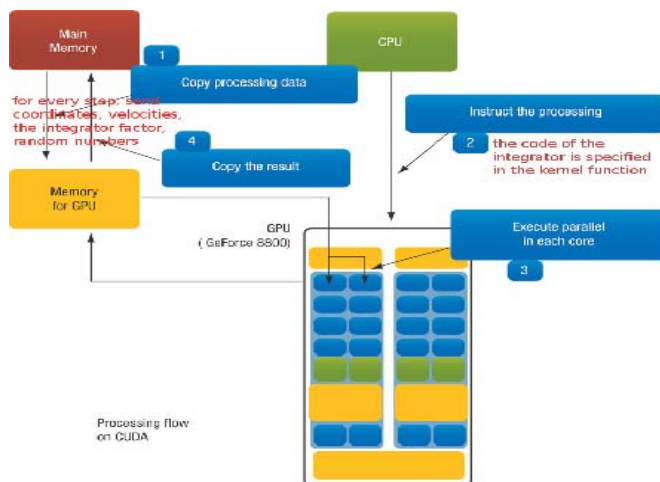 Main
Memory
CPU
1
Copy processing data
for every step: send
coordinates, velocities,
the integrator factor,
random numbers
Instruct the processing
2
the code of the
integrator is specified
in the kernel function
4
Copy the result
Memory
for GPU
GPU
( GeForce 8800)
Execute parallel
in each core
3
Processing flow
on CUDA